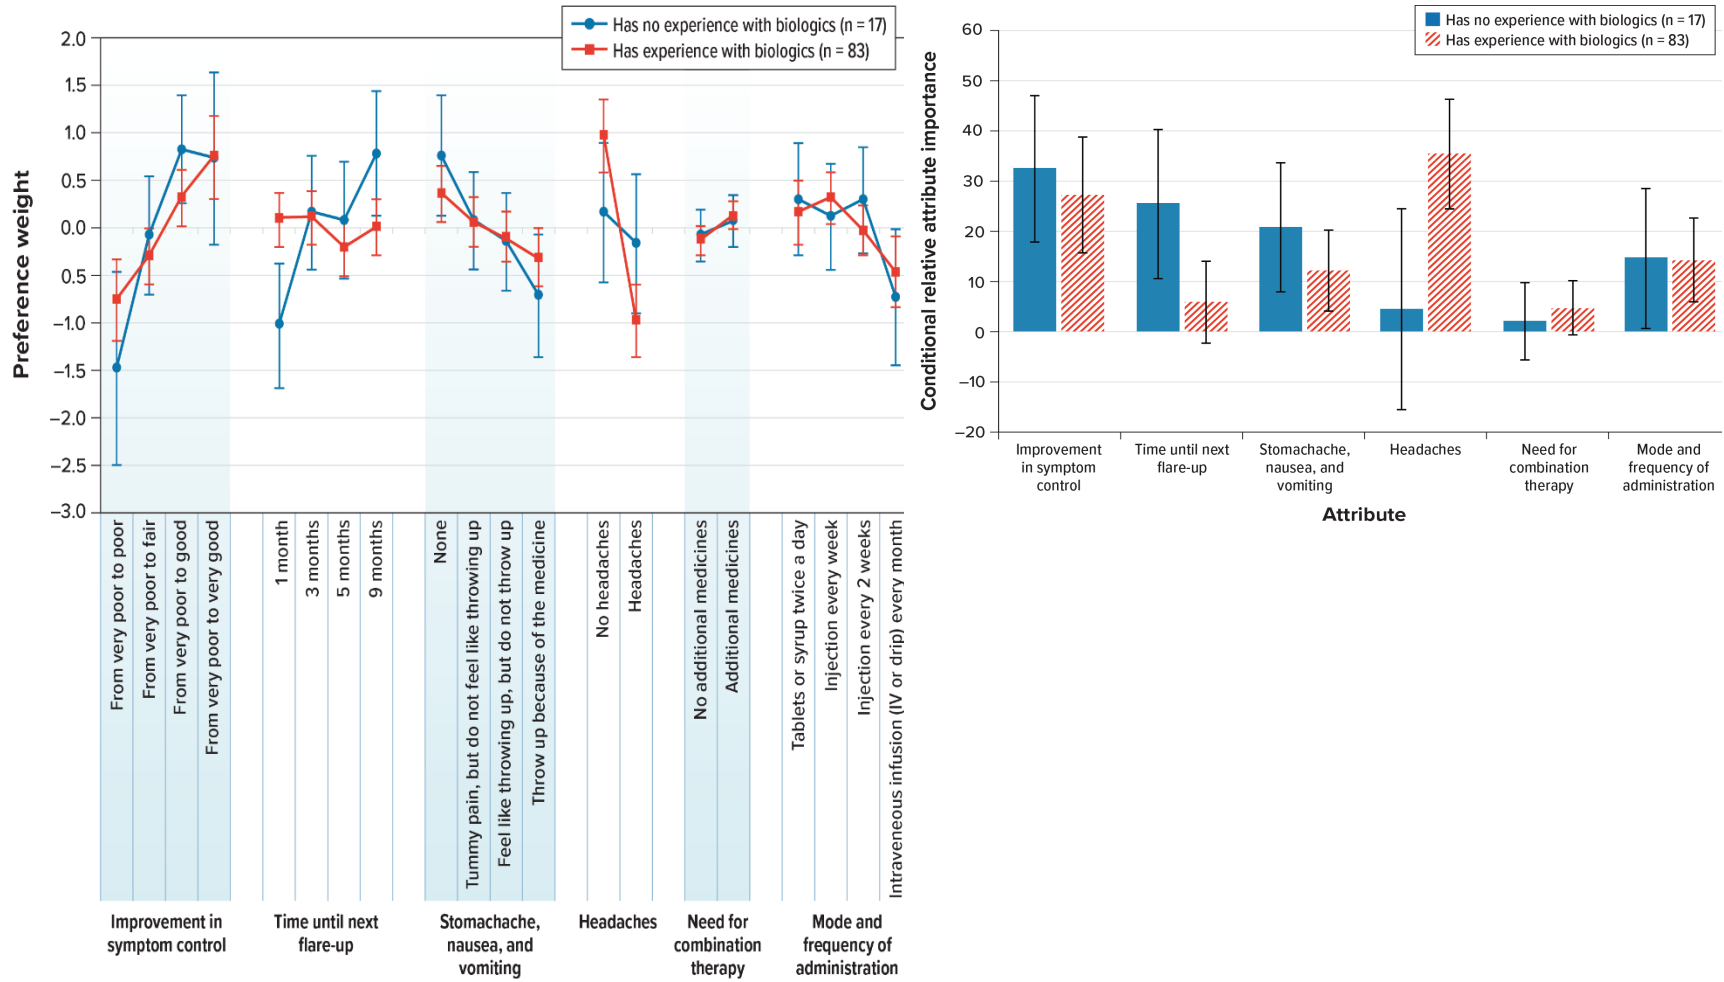 Has no experience with biologics (n = 17)
Has experience with biologics (n = 83)
Preference weight
2.0
1.5
1.0
0.5
0.0
0.5
−1.0
−1.5
−2.0
−2.5
−3.0
From very poor to poor
From very poor to fair
From very poor to good
From very poor to very good
1 month
3 months
5 months
9 months
None
Tummy pain, but do not feel like throwing up
Feel like throwing up, but do not throw up
Throw up because of the medicine
No headaches
Headaches
No additional medicines
Additional medicines
Tablets or syrup twice a day
Injection every week
Injection every 2 weeks
Intraveneous infusion (IV or drip) every month
Improvement in
symptom control
Time until next
flare-up
Stomachache,
nausea, and
vomiting
Headaches
Need for
combination
therapy
Mode and
frequency of
administration
Has no experience with biologics (n = 17)
Has experience with biologics (n = 83)
Conditional relative attribute importance
60
50
40
30
20
10
0
−10
−20
Improvement
in symptom
control
Time until next
flare-up
Stomachache,
nausea, and
vomiting
Headaches
Need for
combination
therapy
Mode and
frequency of
administration
Attribute